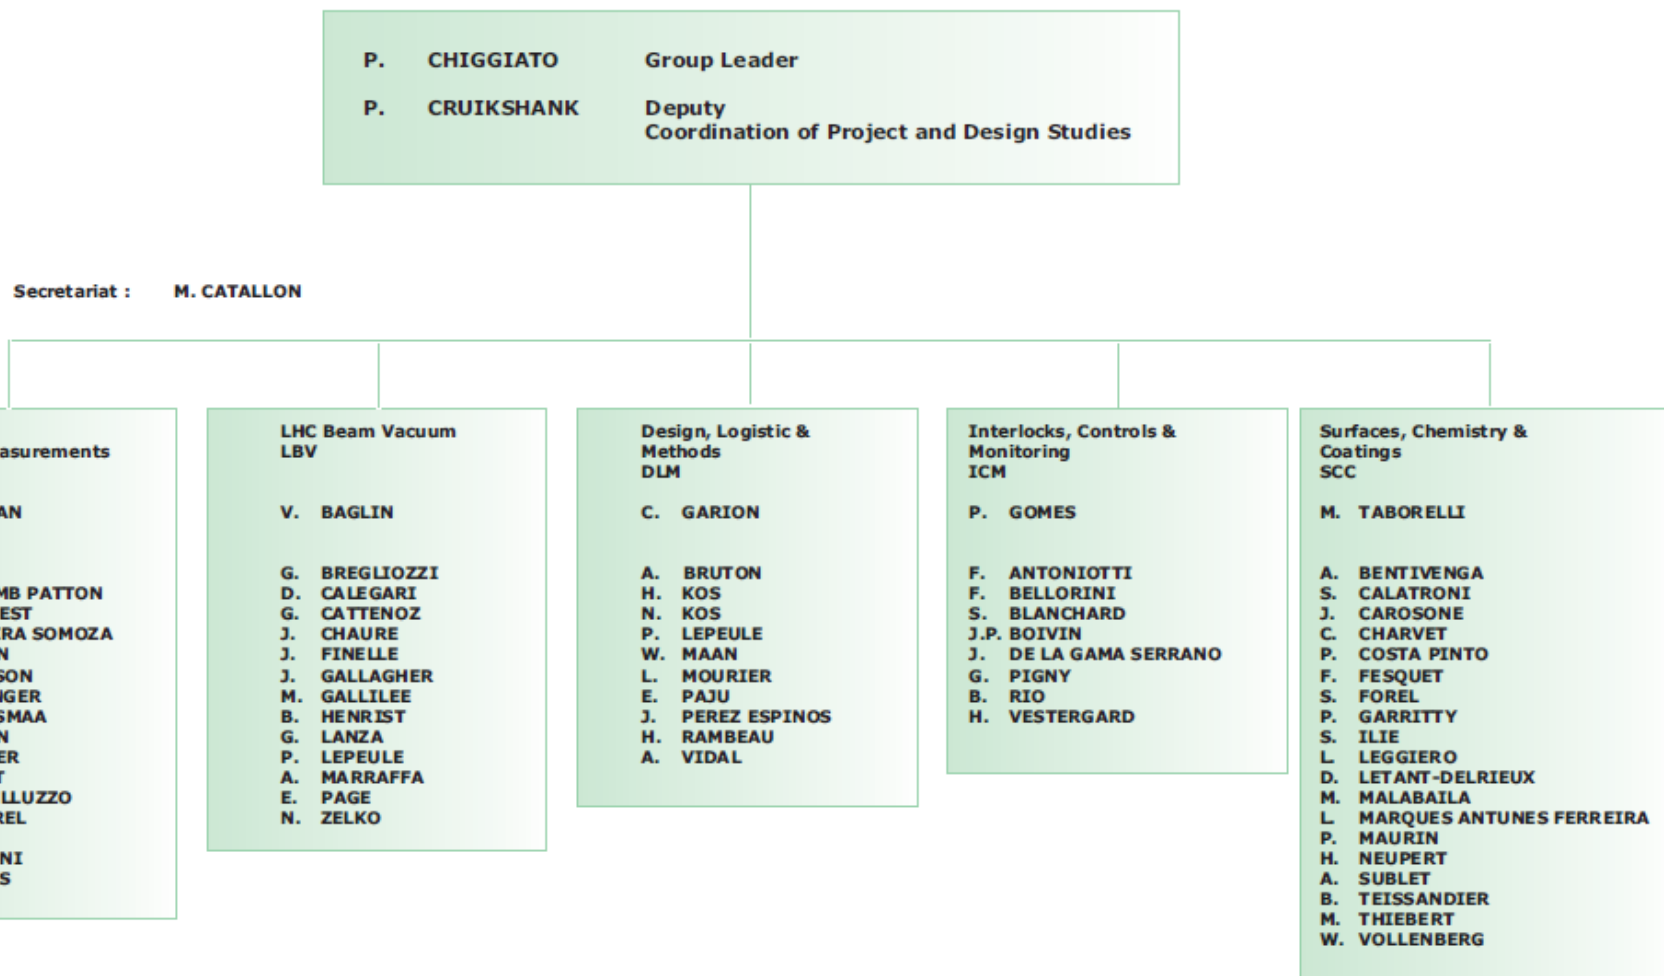 P. CHIGGIATO Group Leader
P. CRUIKSHANK Deputy
Coordination of Project and Design Studies
Secretariat : M. CATALLON
AN
PATTON
SOMOZA
N
NI
S
LHC Beam Vacuum
LBV
V. BAGLIN
G. BREGLIOZZI
D. CALEGARI
G. CATTENOZ
J. CHAURE
J. FINELLE
J. GALLAGHER
M. GALLILEE
B. HENRIST
G. LANZA
P. LEPEULE
A. MARRAFFA
E. PAGE
N. ZELKO
Design, Logistic &
Methods
DLM
C. GARION
A. BRUTON
H. KOS
N. KOS
P. LEPEULE
W. MAAN
L. MOURIER
E. PAJU
J. PEREZ ESPINOS
H. RAMBEAU
A. VIDAL
Interlocks, Controls &
Monitoring
ICM
P. GOMES
F. ANTONIOTTI
F. BELLORINI
S. BLANCHARD
J.P. BOIVIN
J. DE LA GAMA SERRANO
G. PIGNY
B. RIO
H. VESTERGARD
Surfaces, Chemistry &
Coatings
SCC
M. TABORELLI
A. BENTIVENGA
S. CALATRONI
J. CAROSONE
C. CHARVET
P. COSTA PINTO
F. FESQUET
S. FOREL
P. GARRITTY
S. ILIE
L. LEGGIERO
D. LETANT-DELRIEUX
M. MALABAILA
L. MARQUES ANTUNES FERREIRA
P. MAURIN
H. NEUPERT
A. SUBLET
B. TEISSANDIER
M. THIEBERT
W. VOLLENBERG